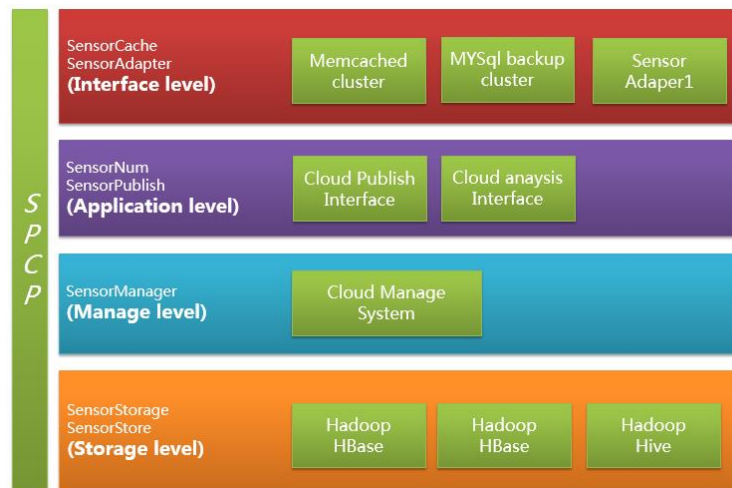 S
P
C
P
SensorCache
SensorAdapter
(Interface level)
Memcached
cluster
MYSql backup
cluster
Sensor
Adaper1
SensorNum
SensorPublish
(Application level)
Cloud Publish
Interface
Cloud anaysis
Interface
SensorManager
(Manage level)
Cloud Manage
System
SensorStorage
SensorStore
(Storage level)
Hadoop
HBase
Hadoop
HBase
Hadoop
Hive